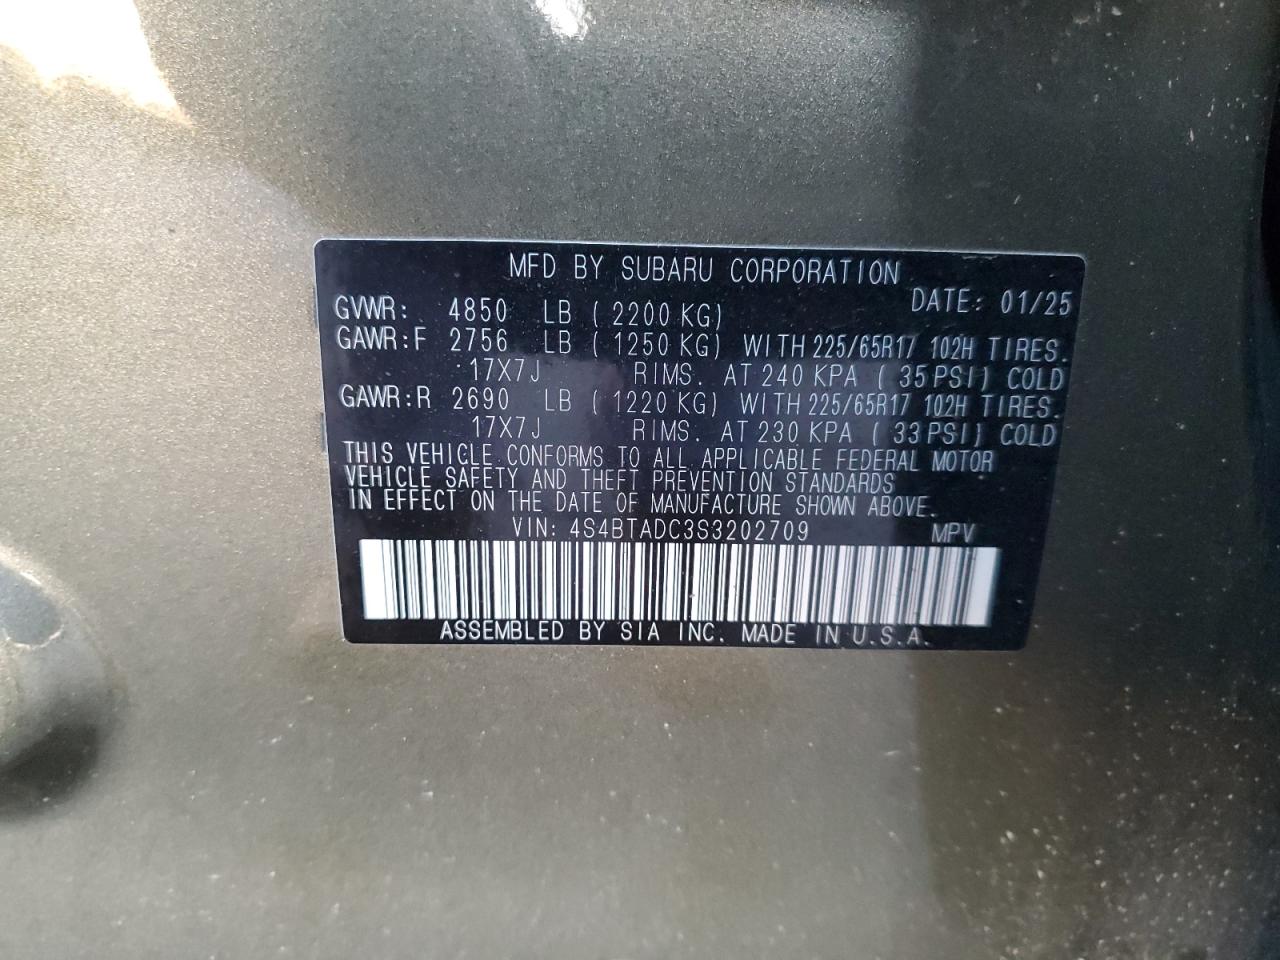 MFD BY SUBARU CORPORATION
DATE: 01/25
GVWR: 4850 LB ( 2200 KG)
GAWR:F 2756 LB ( 1250 KG) WITH 225/65R17 102H TIRES.
17X7J RIMS. AT 240 KPA ( 35 PSI) COLD
GAWR:R 2690 LB ( 1220 KG) WITH 225/65R17 102H TIRES.
17X7J RIMS. AT 230 KPA ( 33 PSI) COLD
THIS VEHICLE CONFORMS TO ALL APPLICABLE FEDERAL MOTOR
VEHICLE SAFETY AND THEFT PREVENTION STANDARDS
IN EFFECT ON THE DATE OF MANUFACTURE SHOWN ABOVE.
VIN: 4S4BTADC3S3202709 MPV
ASSEMBLED BY SIA INC. MADE IN U.S.A.